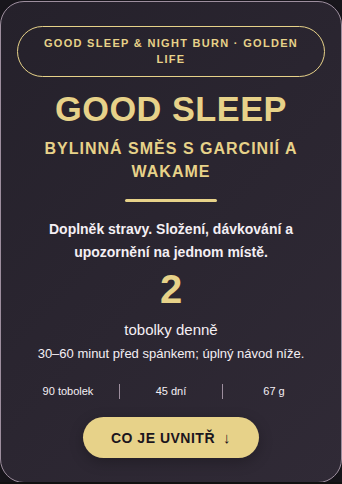 GOOD SLEEP & NIGHT BURN · GOLDEN
LIFE
GOOD SLEEP
BYLINNÁ SMĚS S GARCINIÍ A
WAKAME
Doplněk stravy. Složení, dávkování a
upozornění na jednom místě.
2
tobolky denně
30–60 minut před spánkem; úplný návod níže.
90 tobolek
45 dní
67 g
CO JE UVNITŘ ↓